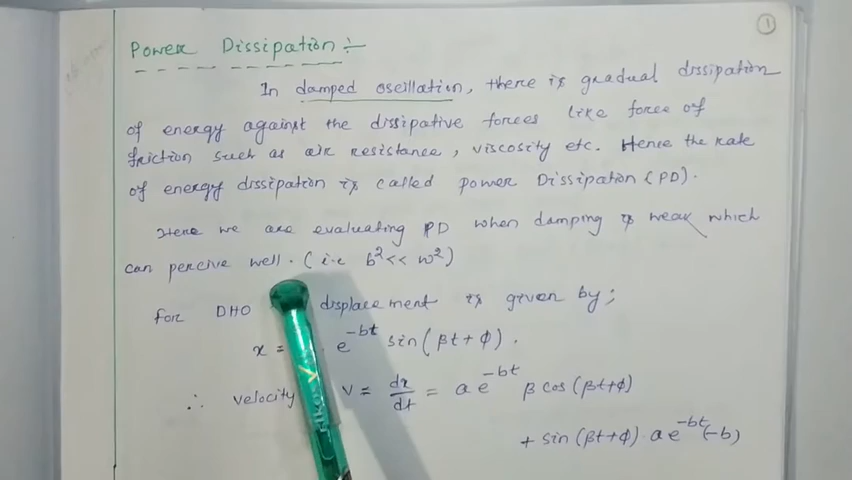 1
Power Dissipation :-
In damped oscillation, there is gradual dissipation
of energy against the dissipative forces like force of
friction such as air resistance, viscosity etc. Hence the rate
of energy dissipation is called power Dissipation (PD).
Here we are evaluating PD when damping is weak which
can percive well. (i.e b² << w²)
for DHO displacement is given by;
x = e^-bt sin(βt+φ).
∴ velocity v = dx/dt = a e^-bt β cos(βt+φ)
+ sin(βt+φ). a e^-bt (-b)